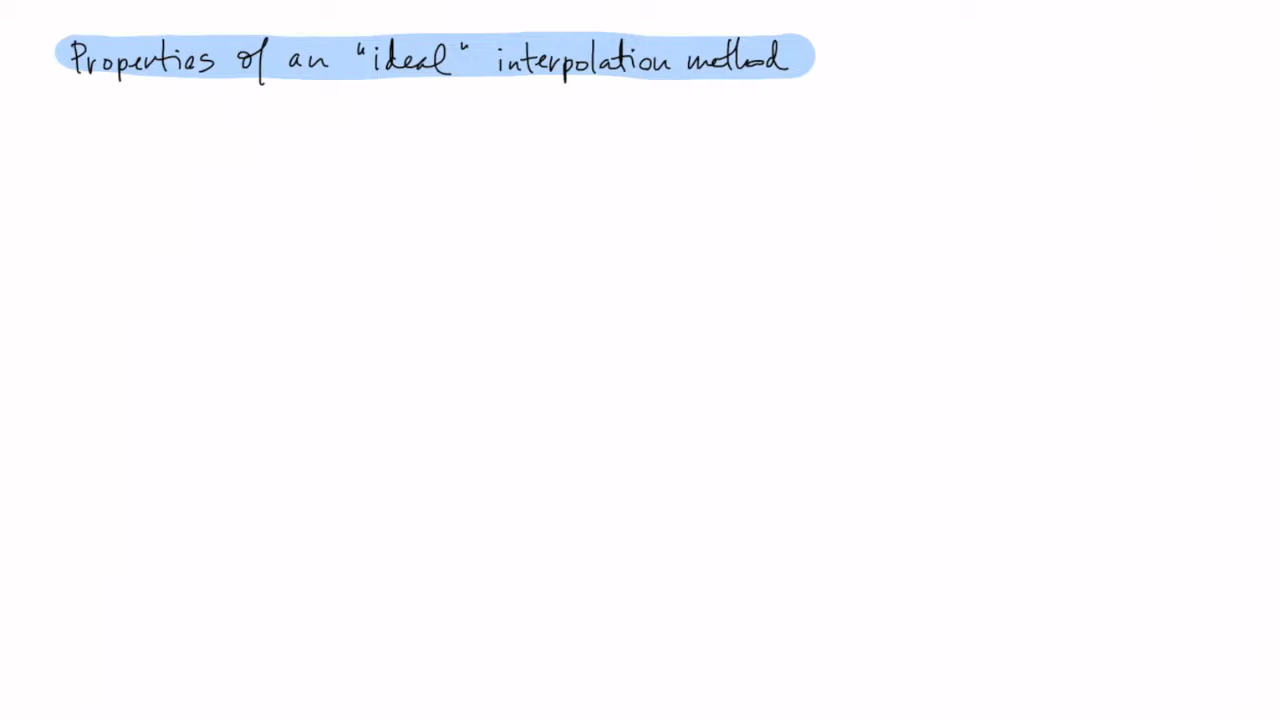 Properties of an "ideal" interpolation method